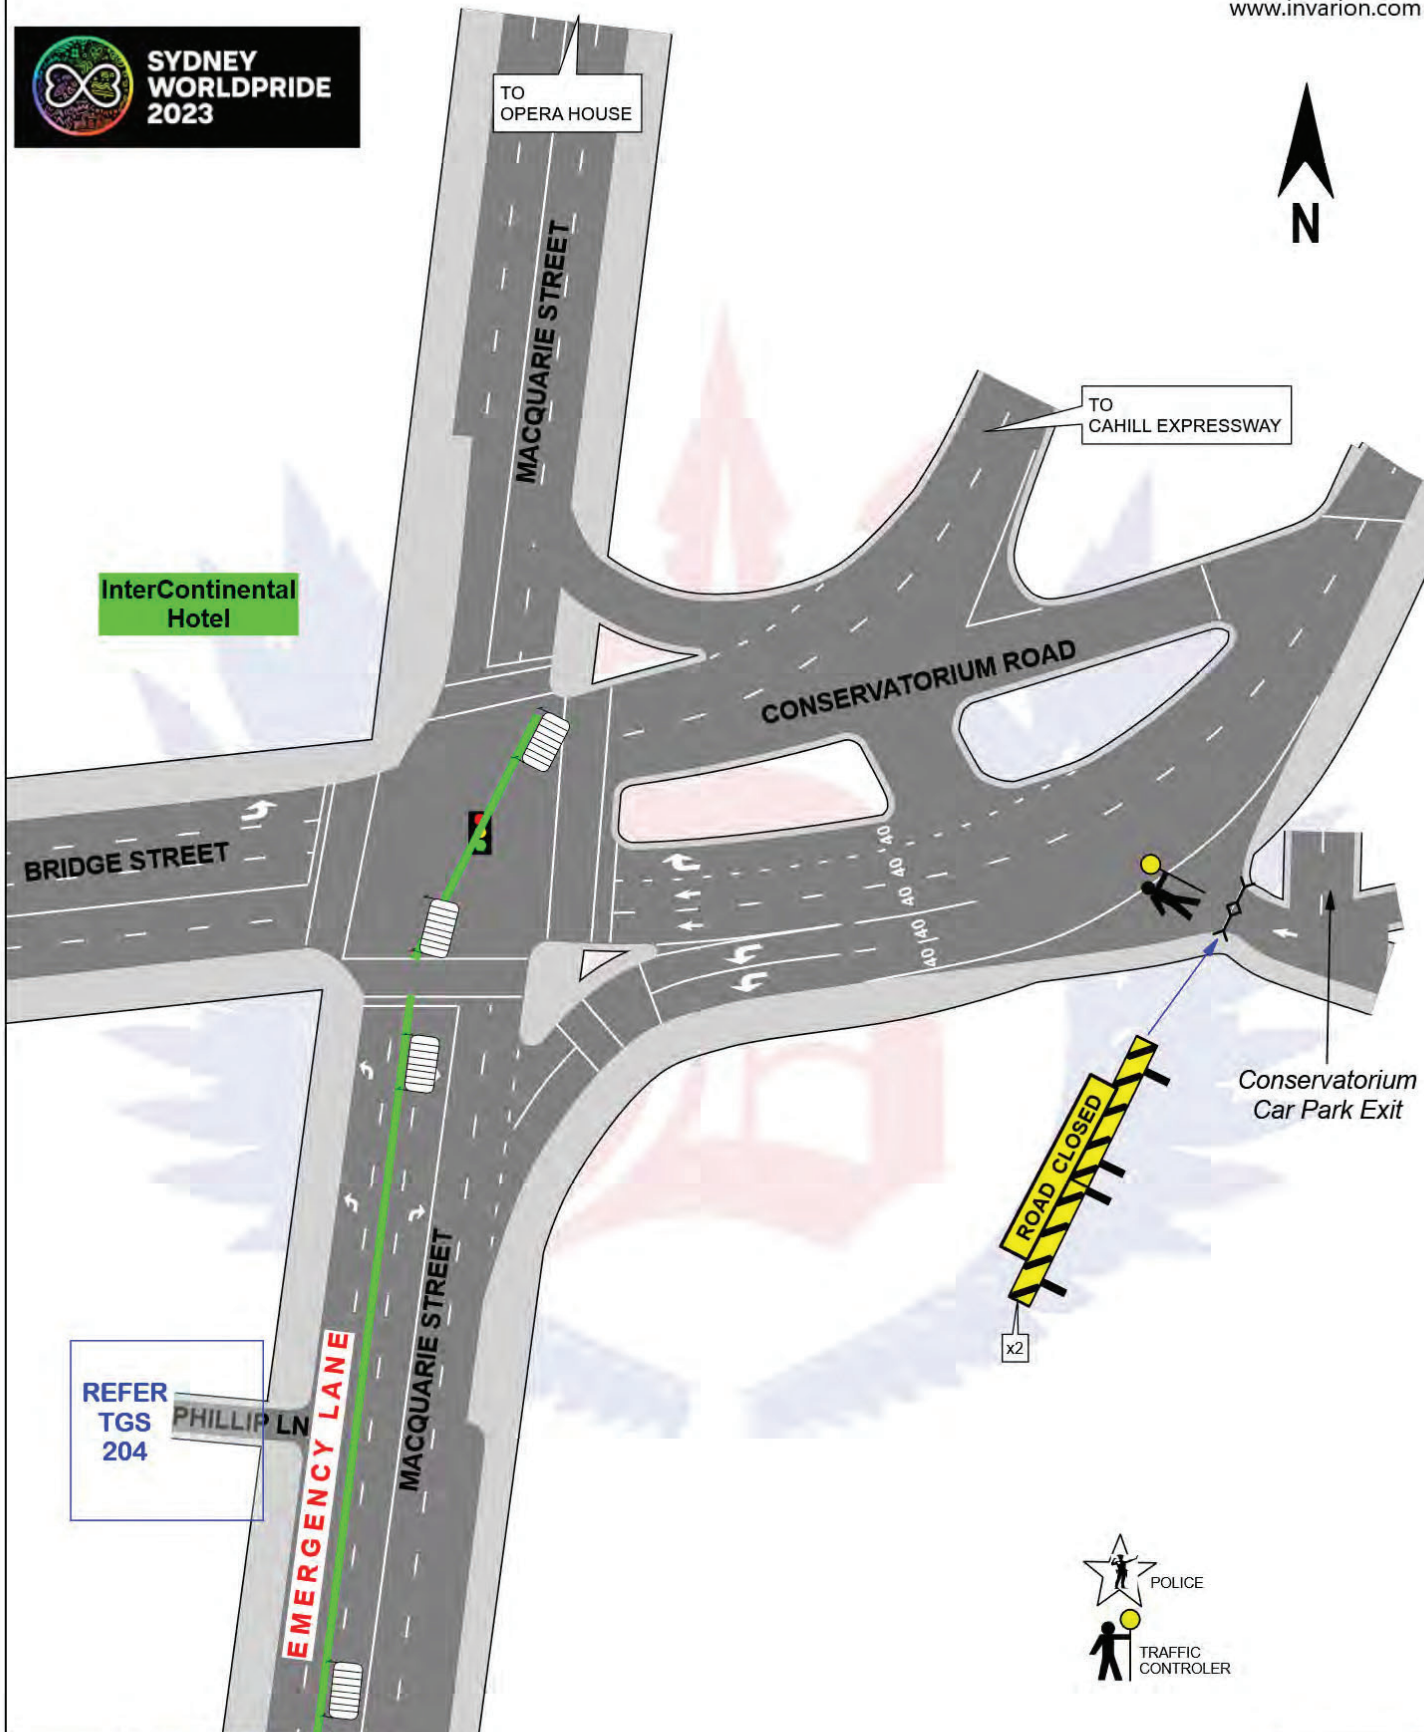 www.invarion.com
SYDNEY
WORLDPRIDE
2023
TO
OPERA HOUSE
N
MACQUARIE STREET
TO
CAHILL EXPRESSWAY
InterContinental
Hotel
CONSERVATORIUM ROAD
BRIDGE STREET
40
40
40
40
40
Conservatorium
Car Park Exit
ROAD CLOSED
x2
MACQUARIE STREET
EMERGENCY LANE
REFER
TGS
204
PHILLIP LN
POLICE
TRAFFIC
CONTROLER